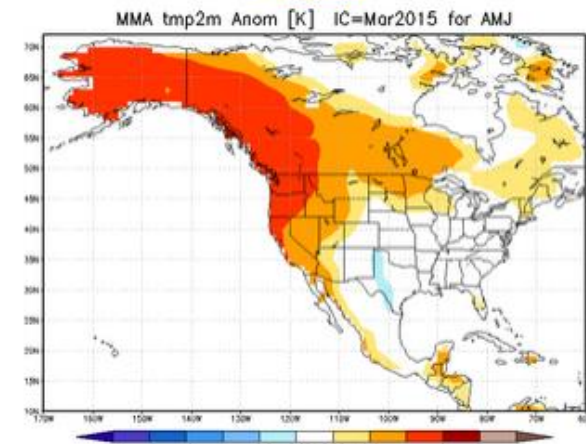 MMA tmp2m Anom [K] IC=Mar2015 for AMJ
70N
65N
60N
55N
50N
45N
40N
35N
30N
25N
20N
15N
10N
170W 160W 150W 140W 130W 120W 110W 100W 90W 80W 70W